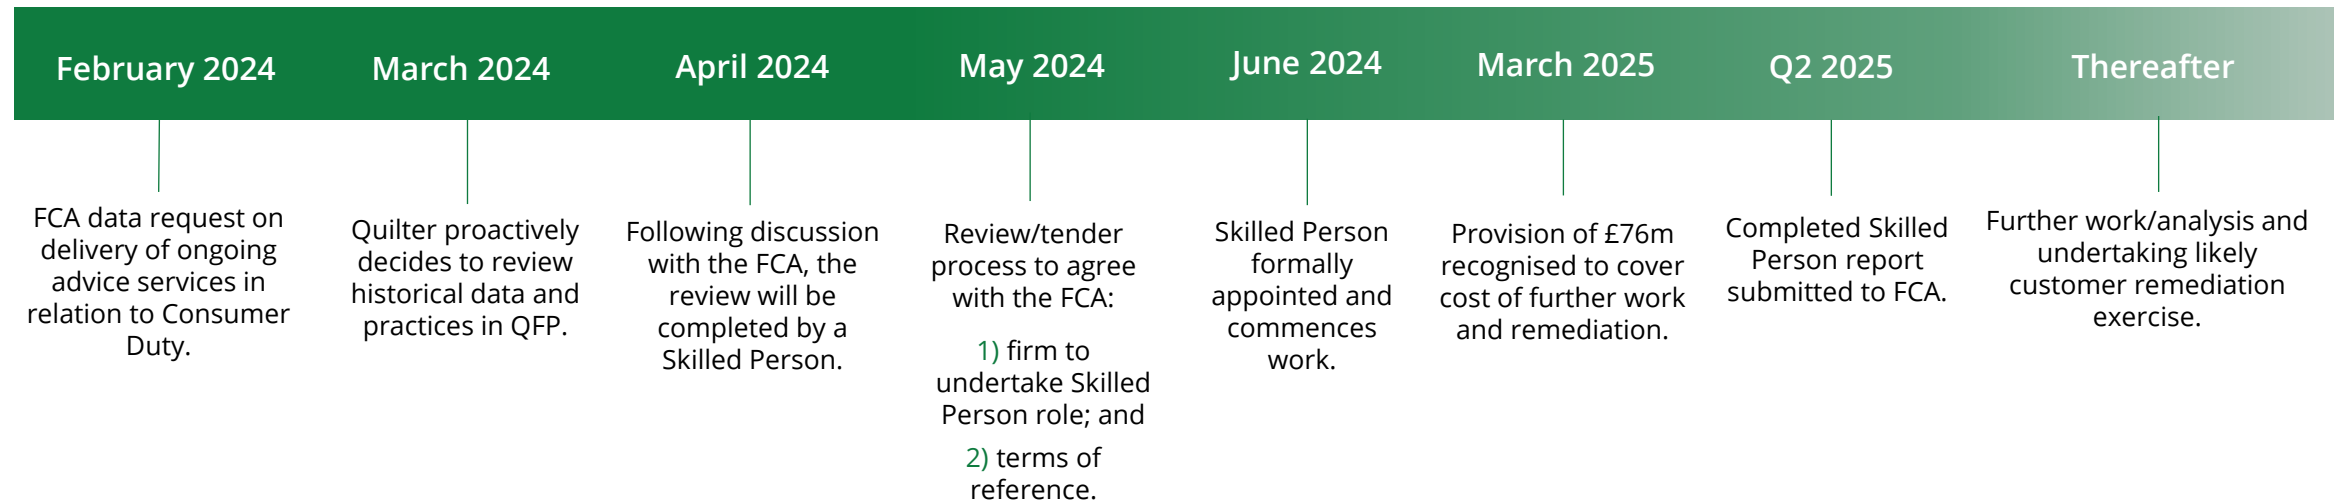 February 2024
March 2024
April 2024
May 2024
June 2024
March 2025
Q2 2025
Thereafter
FCA data request on
delivery of ongoing
advice services in
relation to Consumer
Duty.
Quilter proactively
decides to review
historical data and
practices in QFP.
Following discussion
with the FCA, the
review will be
completed by a
Skilled Person.
Review/tender
process to agree
with the FCA:
1) firm to
undertake Skilled
Person role; and
2) terms of
reference.
Skilled Person
formally
appointed and
commences
work.
Provision of £76m
recognised to cover
cost of further work
and remediation.
Completed Skilled
Person report
submitted to FCA.
Further work/analysis and
undertaking likely
customer remediation
exercise.